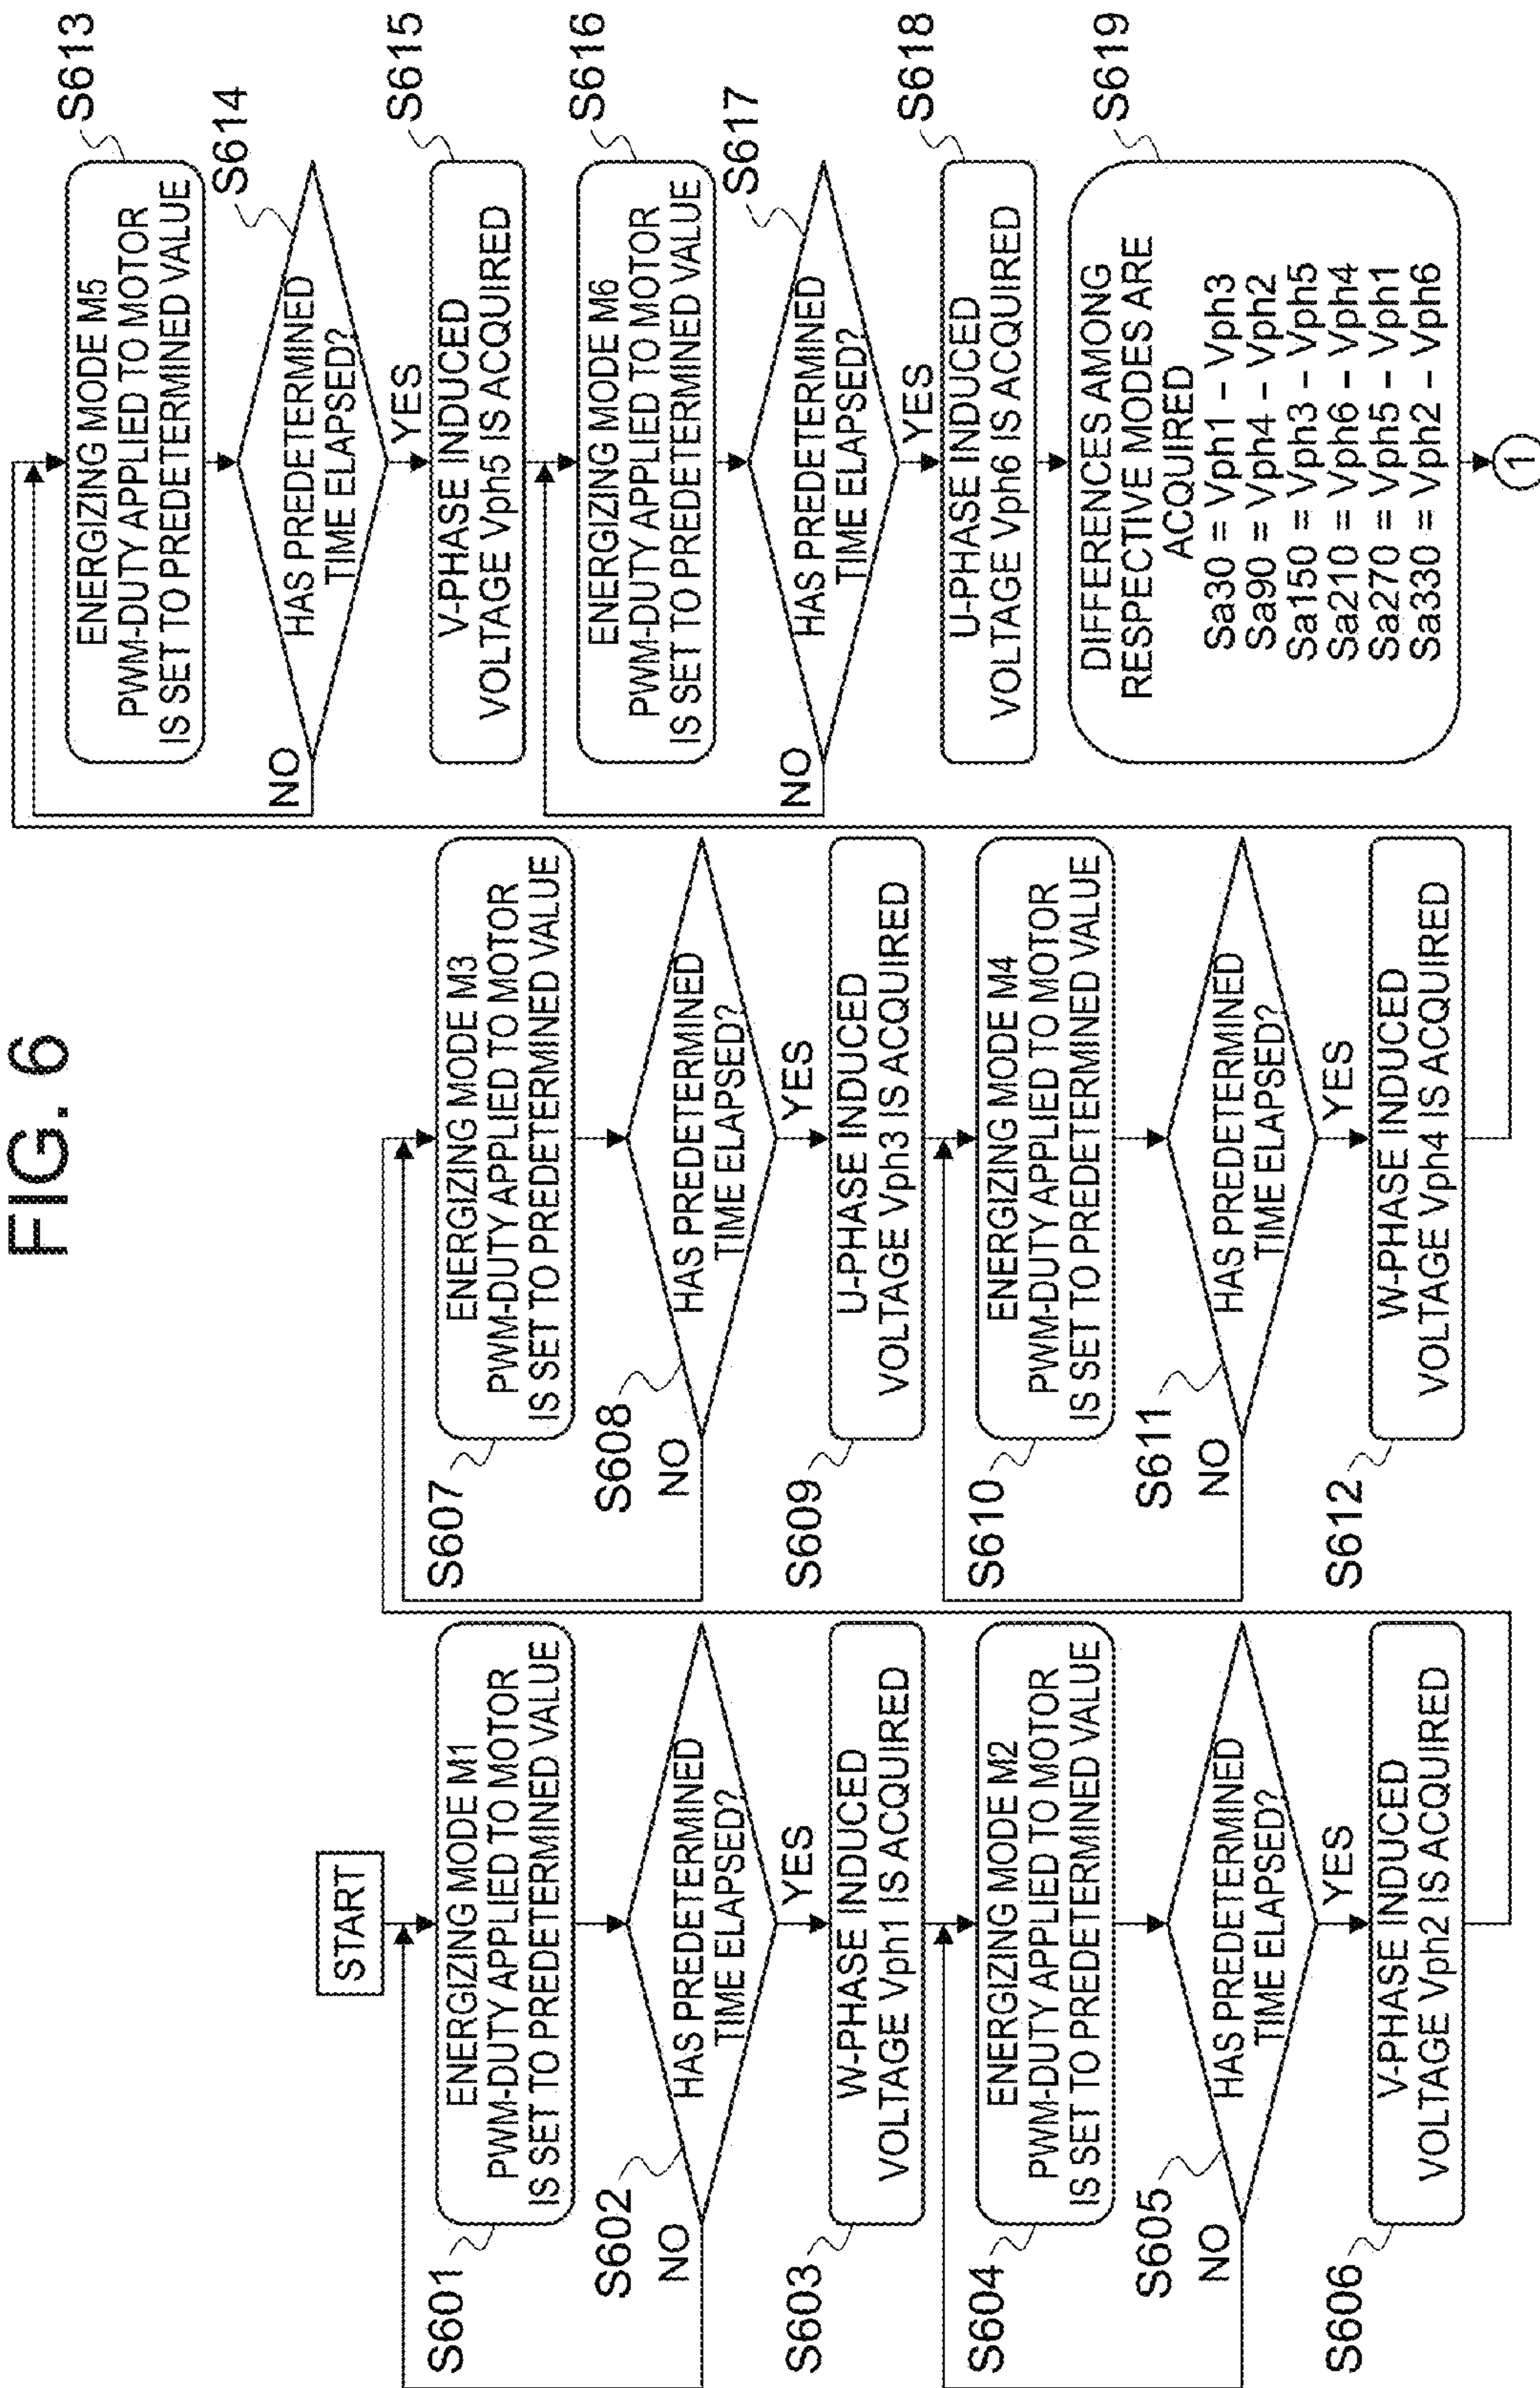 FIG. 6
START
S601
ENERGIZING MODE M1
PWM-DUTY APPLIED TO MOTOR
IS SET TO PREDETERMINED VALUE
S602
HAS PREDETERMINED
TIME ELAPSED?
NO
YES
S603
W-PHASE INDUCED
VOLTAGE Vph1 IS ACQUIRED
S604
ENERGIZING MODE M2
PWM-DUTY APPLIED TO MOTOR
IS SET TO PREDETERMINED VALUE
S605
HAS PREDETERMINED
TIME ELAPSED?
NO
YES
S606
V-PHASE INDUCED
VOLTAGE Vph2 IS ACQUIRED
S607
ENERGIZING MODE M3
PWM-DUTY APPLIED TO MOTOR
IS SET TO PREDETERMINED VALUE
S608
HAS PREDETERMINED
TIME ELAPSED?
NO
YES
S609
U-PHASE INDUCED
VOLTAGE Vph3 IS ACQUIRED
S610
ENERGIZING MODE M4
PWM-DUTY APPLIED TO MOTOR
IS SET TO PREDETERMINED VALUE
S611
HAS PREDETERMINED
TIME ELAPSED?
NO
YES
S612
W-PHASE INDUCED
VOLTAGE Vph4 IS ACQUIRED
S613
ENERGIZING MODE M5
PWM-DUTY APPLIED TO MOTOR
IS SET TO PREDETERMINED VALUE
S614
HAS PREDETERMINED
TIME ELAPSED?
NO
YES
S615
V-PHASE INDUCED
VOLTAGE Vph5 IS ACQUIRED
S616
ENERGIZING MODE M6
PWM-DUTY APPLIED TO MOTOR
IS SET TO PREDETERMINED VALUE
S617
HAS PREDETERMINED
TIME ELAPSED?
NO
YES
S618
U-PHASE INDUCED
VOLTAGE Vph6 IS ACQUIRED
S619
DIFFERENCES AMONG
RESPECTIVE MODES ARE
ACQUIRED
Sa30 = Vph1 – Vph3
Sa90 = Vph4 – Vph2
Sa150 = Vph3 – Vph5
Sa210 = Vph6 – Vph4
Sa270 = Vph5 – Vph1
Sa330 = Vph2 – Vph6
1